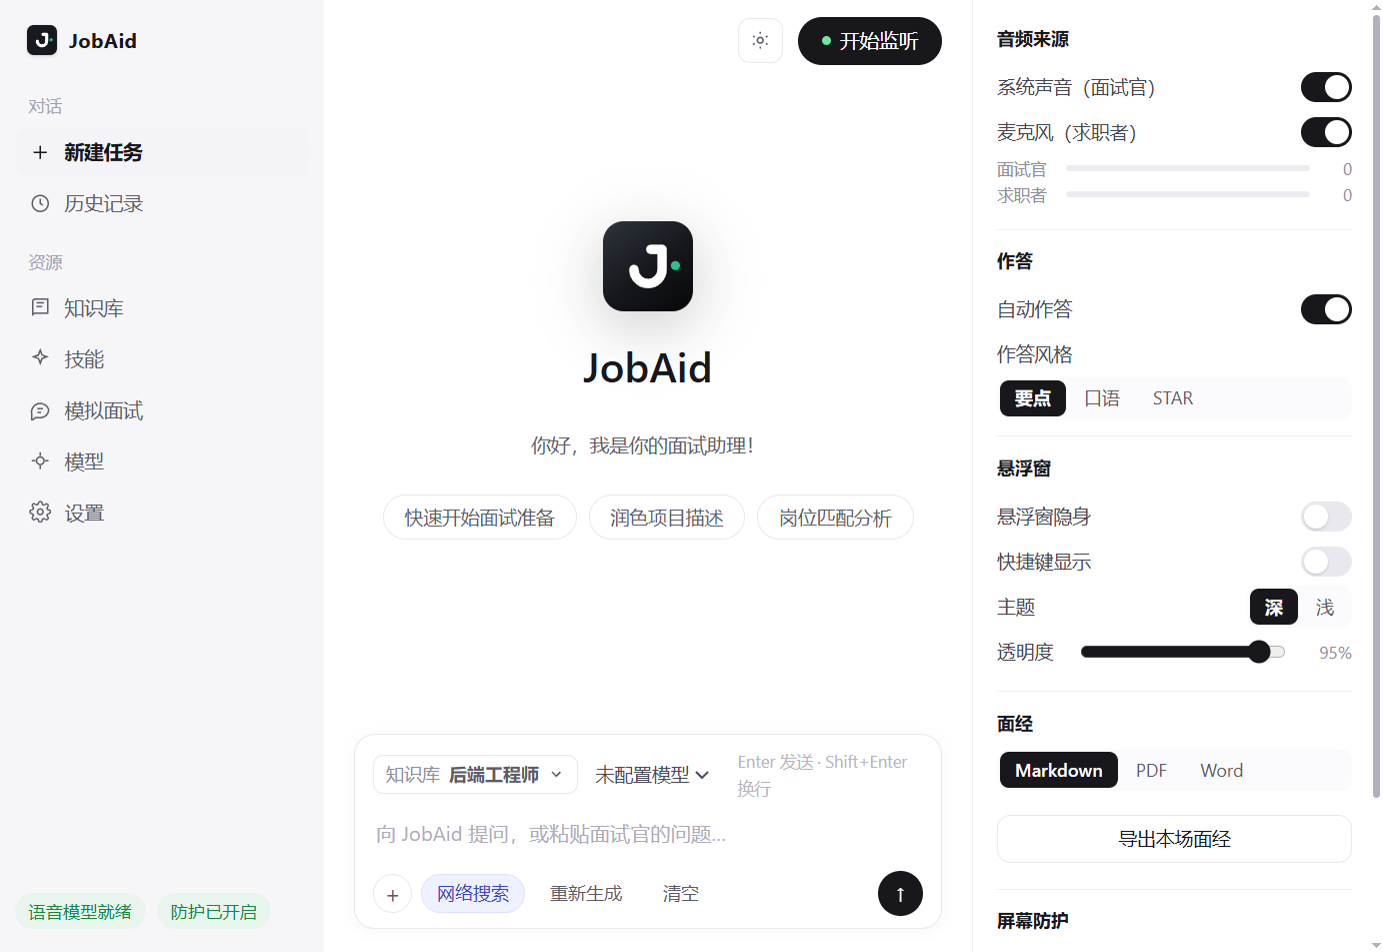 JobAid
对话
新建任务
历史记录
资源
知识库
技能
模拟面试
模型
设置
语音模型就绪
防护已开启
开始监听
JobAid
你好，我是你的面试助理！
快速开始面试准备
润色项目描述
岗位匹配分析
知识库 后端工程师
未配置模型
Enter 发送 · Shift+Enter
换行
向 JobAid 提问，或粘贴面试官的问题...
网络搜索
重新生成
清空
音频来源
系统声音（面试官）
麦克风（求职者）
面试官 0
求职者 0
作答
自动作答
作答风格
要点 口语 STAR
悬浮窗
悬浮窗隐身
快捷键显示
主题 深 浅
透明度 95%
面经
Markdown PDF Word
导出本场面经
屏幕防护